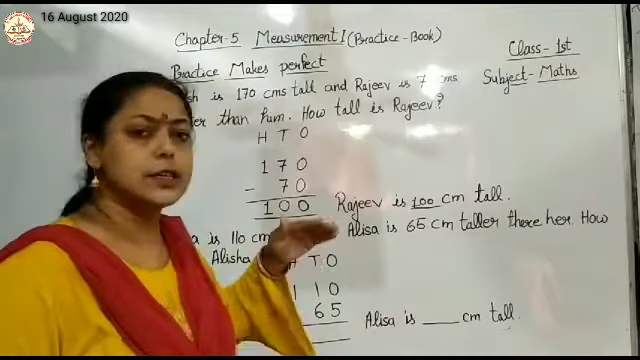 16 August 2020
Chapter-5 Measurement I (Practice-Book)
Class-1st
Subject-Maths
Practice Makes perfect
is 170 cms tall and Rajeev is 7 cms
than him. How tall is Rajeev?
H T O
1 7 0
- 7 0
1 0 0
Rajeev is 100 cm tall.
is 110 cm
Alisa is 65 cm taller there her. How
Alisha
T O
1 1 0
6 5
Alisa is ____ cm tall.